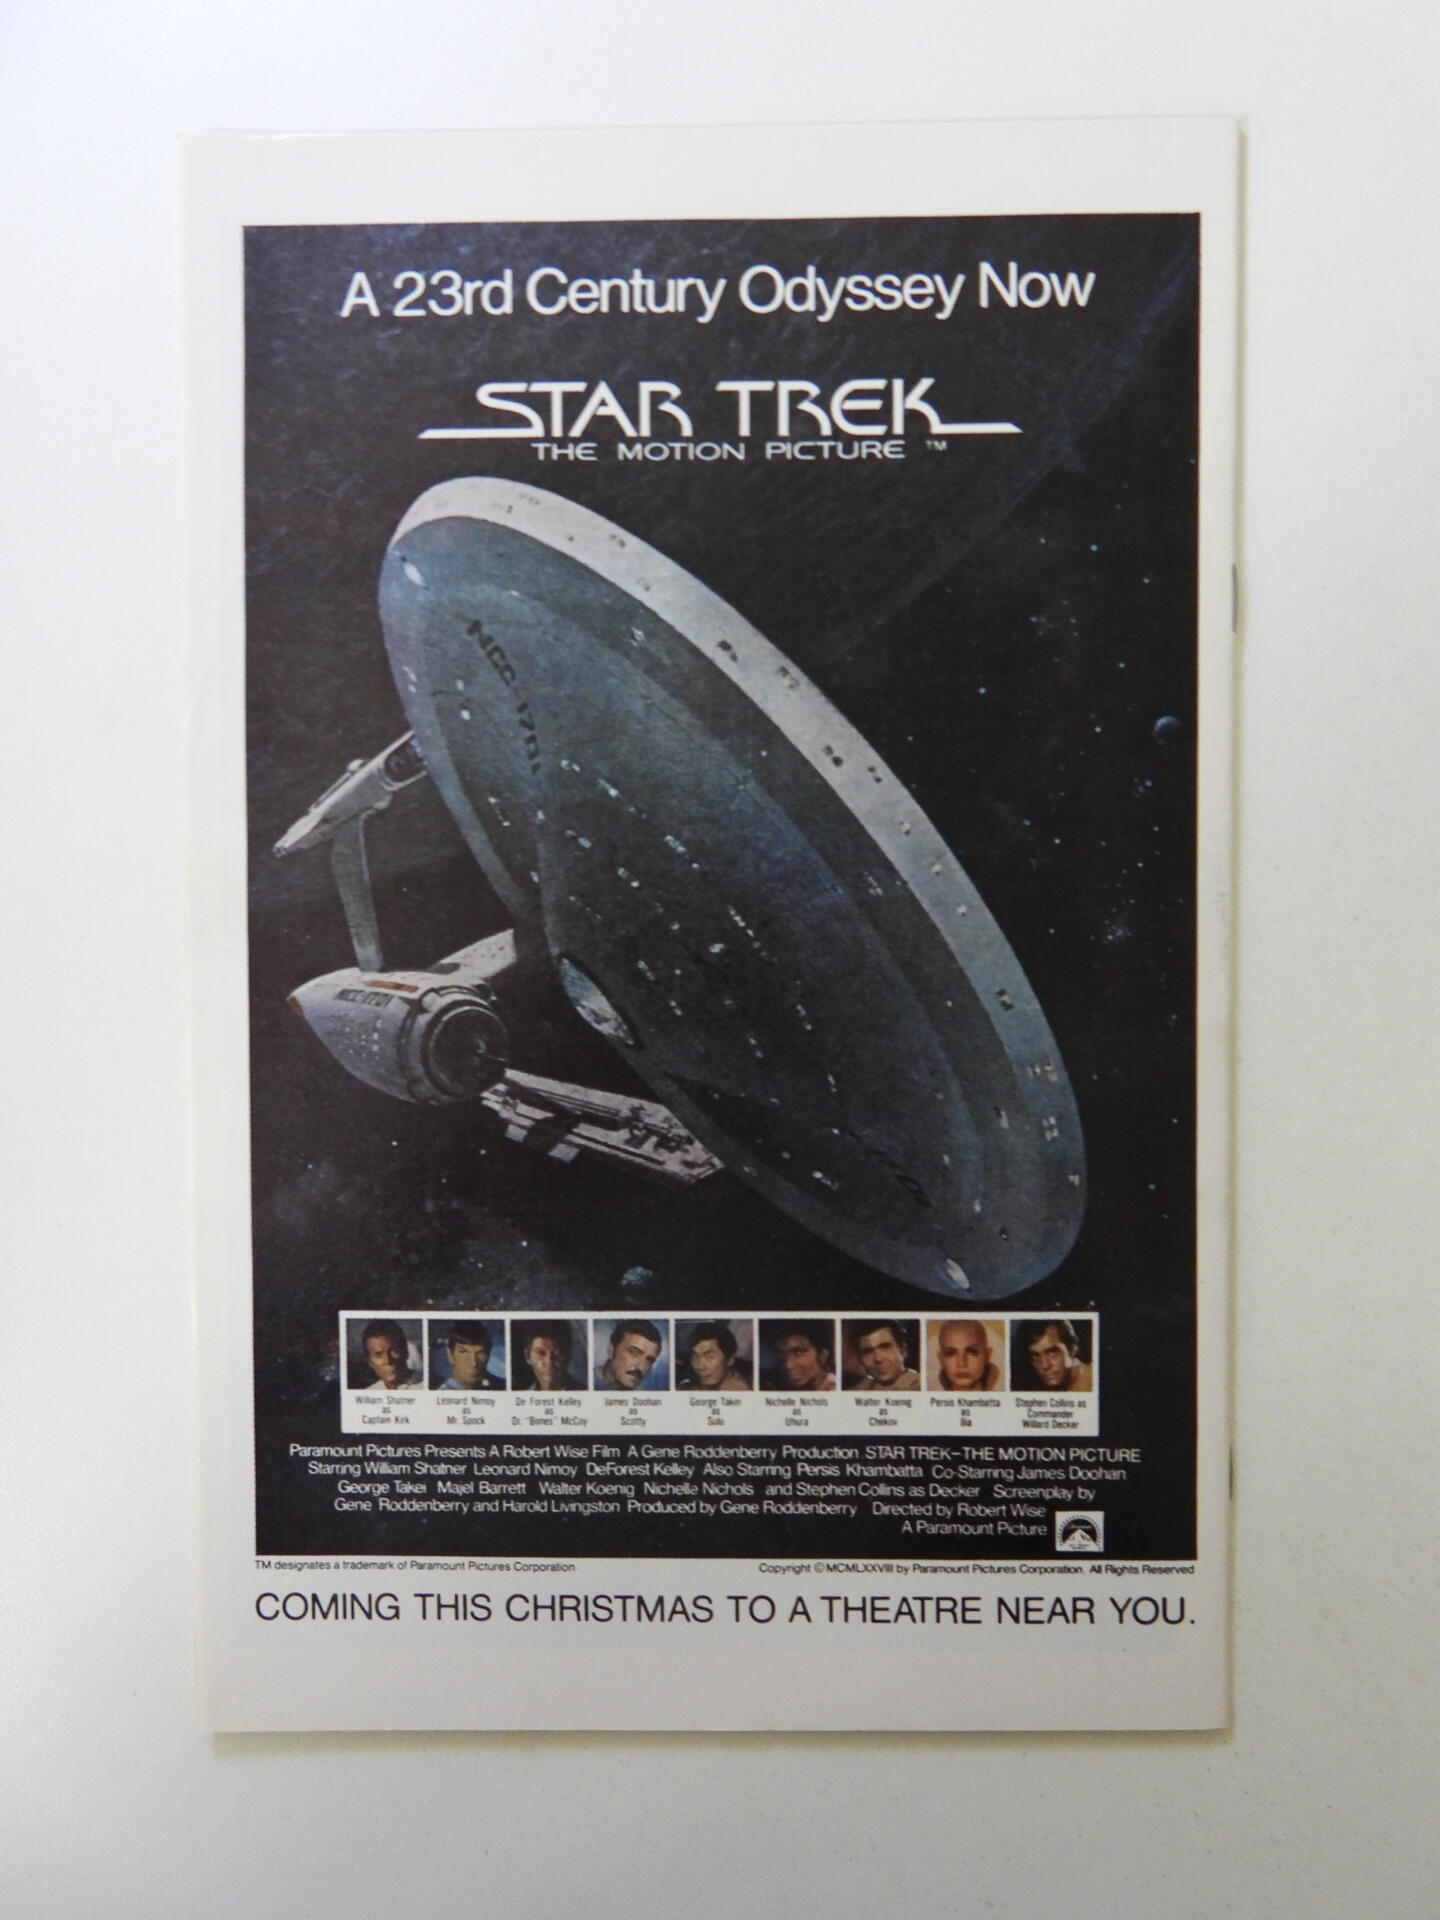 A 23rd Century Odyssey Now
STAR TREK
THE MOTION PICTURE ™
NCC-1701
NCC-1701
William Shatner
as
Captain Kirk
Leonard Nimoy
as
Mr. Spock
De Forest Kelley
as
Dr. "Bones" McCoy
James Doohan
as
Scotty
George Takei
as
Sulu
Nichelle Nichols
as
Uhura
Walter Koenig
as
Chekov
Persis Khambatta
as
Ilia
Stephen Collins as
Commander
Willard Decker
Paramount Pictures Presents A Robert Wise Film A Gene Roddenberry Production STAR TREK-THE MOTION PICTURE
Starring William Shatner Leonard Nimoy DeForest Kelley Also Starring Persis Khambatta Co-Starring James Doohan
George Takei Majel Barrett Walter Koenig Nichelle Nichols and Stephen Collins as Decker Screenplay by
Gene Roddenberry and Harold Livingston Produced by Gene Roddenberry Directed by Robert Wise
A Paramount Picture
TM designates a trademark of Paramount Pictures Corporation
Copyright © MCMLXXVIII by Paramount Pictures Corporation. All Rights Reserved
COMING THIS CHRISTMAS TO A THEATRE NEAR YOU.